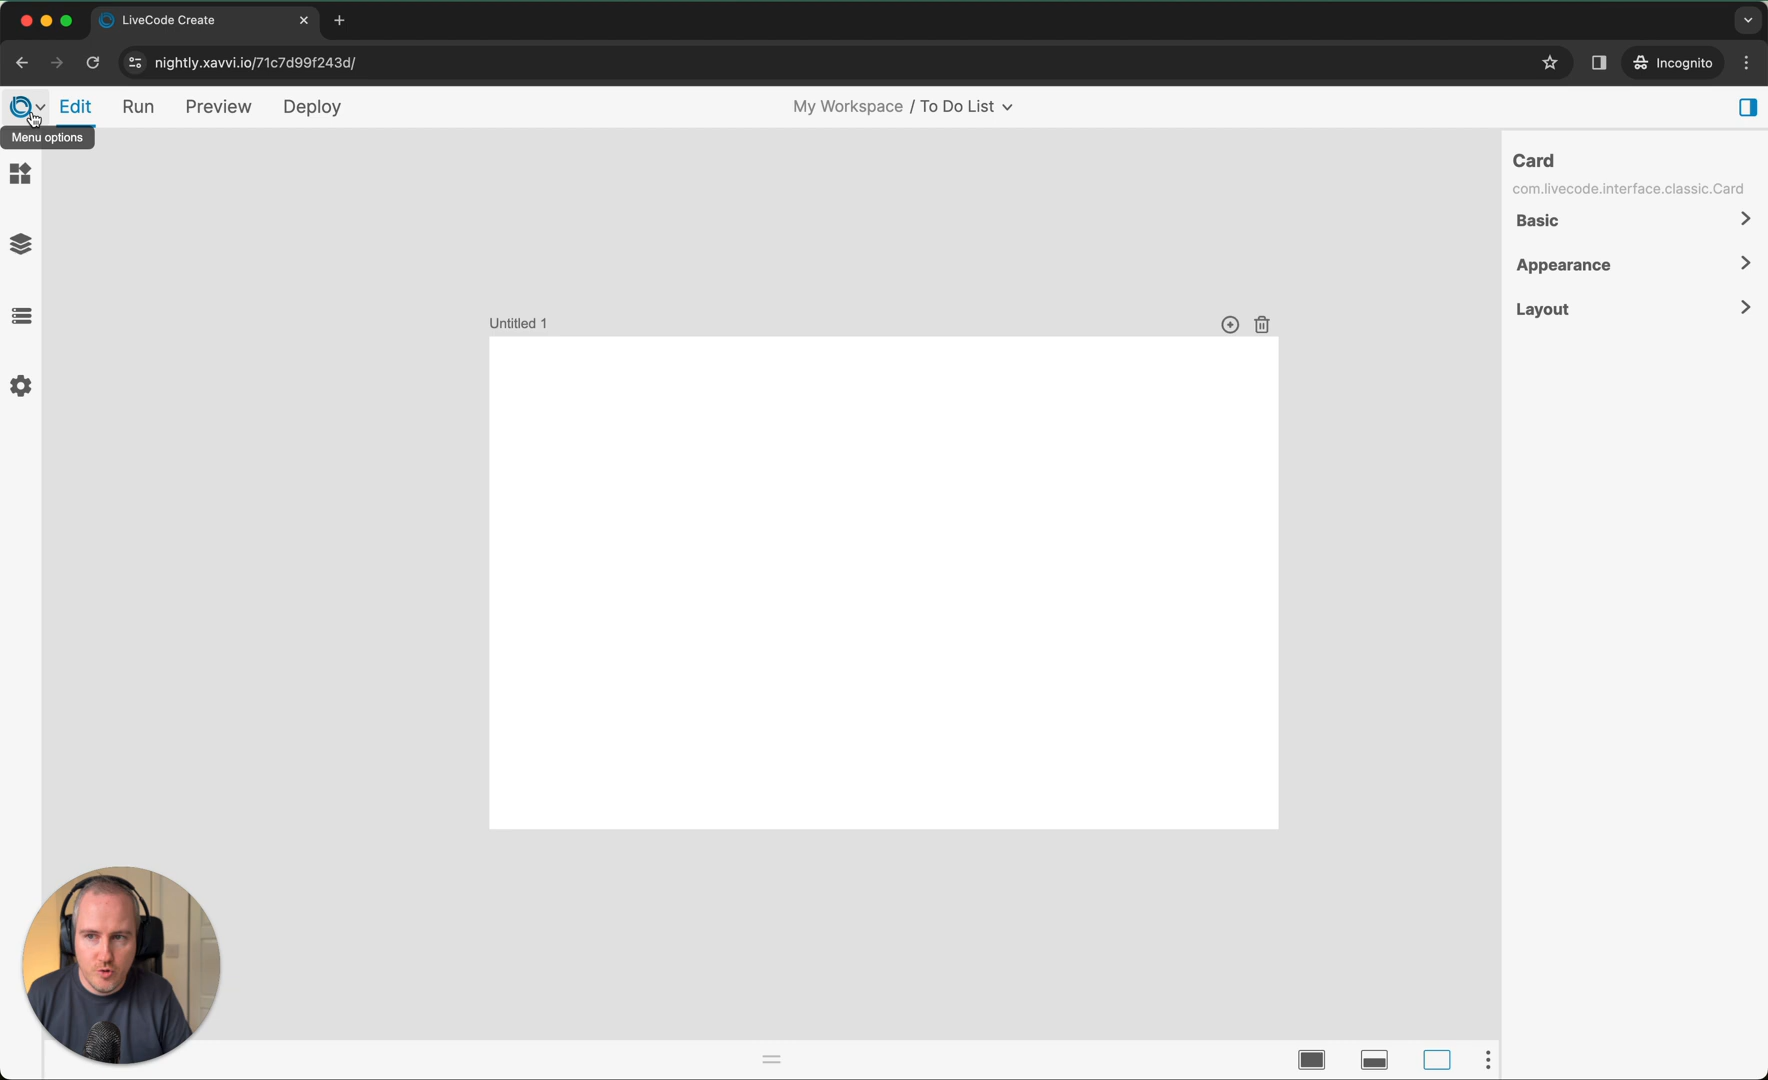 LiveCode Create
nightly.xavvi.io/71c7d99f243d/
Incognito
Edit
Run
Preview
Deploy
My Workspace / To Do List
Menu options
Card
com.livecode.interface.classic.Card
Basic
Appearance
Layout
Untitled 1